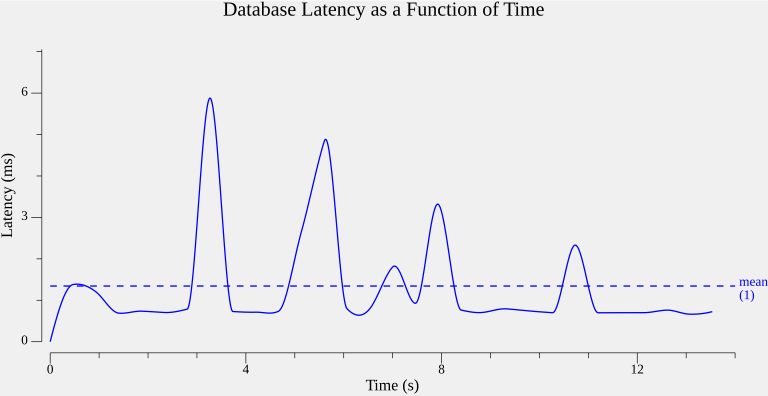 Database Latency as a Function of Time
Latency (ms)
6
3
0
mean
(1)
0
4
8
12
Time (s)